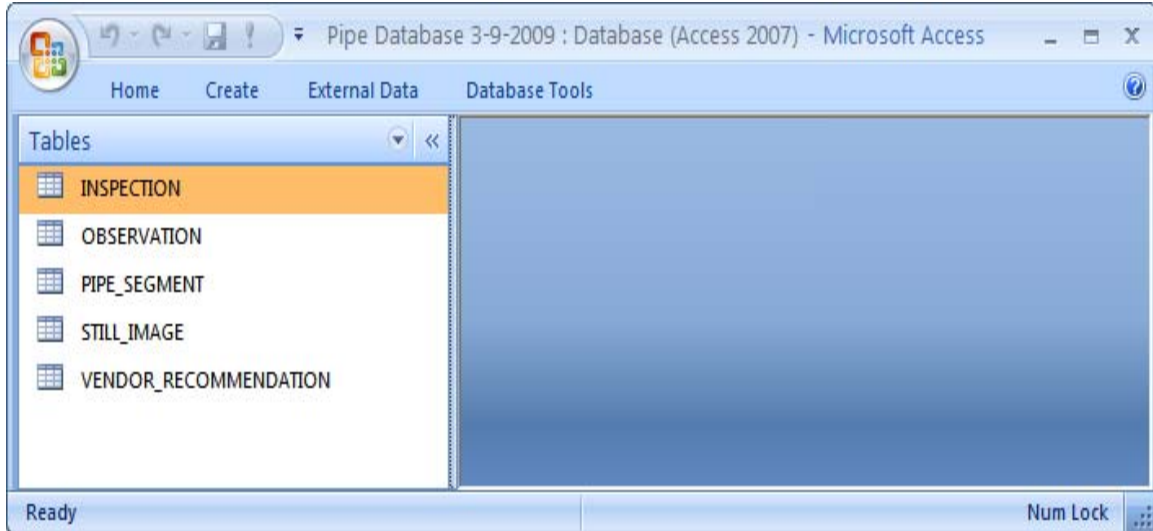 Pipe Database 3-9-2009 : Database (Access 2007) - Microsoft Access
Home Create External Data Database Tools
Tables
INSPECTION
OBSERVATION
PIPE_SEGMENT
STILL_IMAGE
VENDOR_RECOMMENDATION
Ready Num Lock